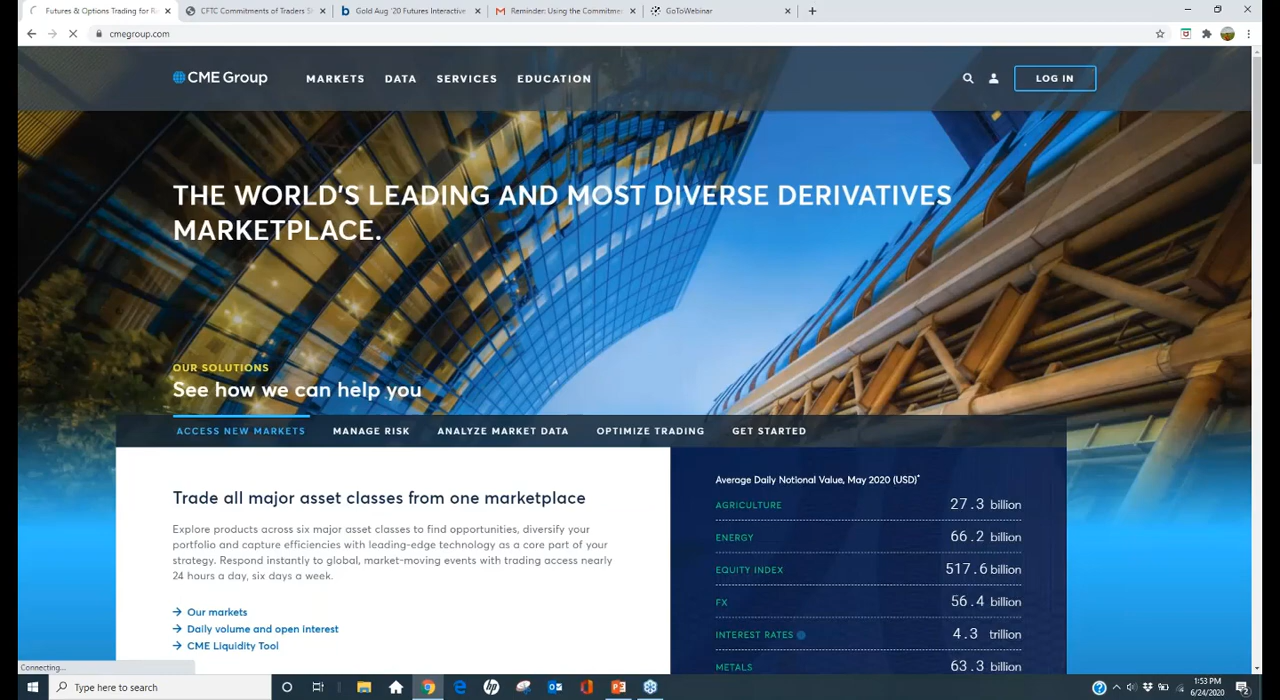 Futures & Options Trading for Ri
CFTC Commitments of Traders S
Gold Aug '20 Futures Interactive
Reminder: Using the Commitme
GoToWebinar
cmegroup.com
CME Group
MARKETS
DATA
SERVICES
EDUCATION
LOG IN
THE WORLD'S LEADING AND MOST DIVERSE DERIVATIVES
MARKETPLACE.
OUR SOLUTIONS
See how we can help you
ACCESS NEW MARKETS
MANAGE RISK
ANALYZE MARKET DATA
OPTIMIZE TRADING
GET STARTED
Trade all major asset classes from one marketplace
Explore products across six major asset classes to find opportunities, diversify your
portfolio and capture efficiencies with leading-edge technology as a core part of your
strategy. Respond instantly to global, market-moving events with trading access nearly
24 hours a day, six days a week.
→ Our markets
→ Daily volume and open interest
→ CME Liquidity Tool
Average Daily Notional Value, May 2020 (USD)*
AGRICULTURE 27.3 billion
ENERGY 66.2 billion
EQUITY INDEX 517.6 billion
FX 56.4 billion
INTEREST RATES 4.3 trillion
METALS 63.3 billion
Connecting...
Type here to search
1:53 PM
6/24/2020